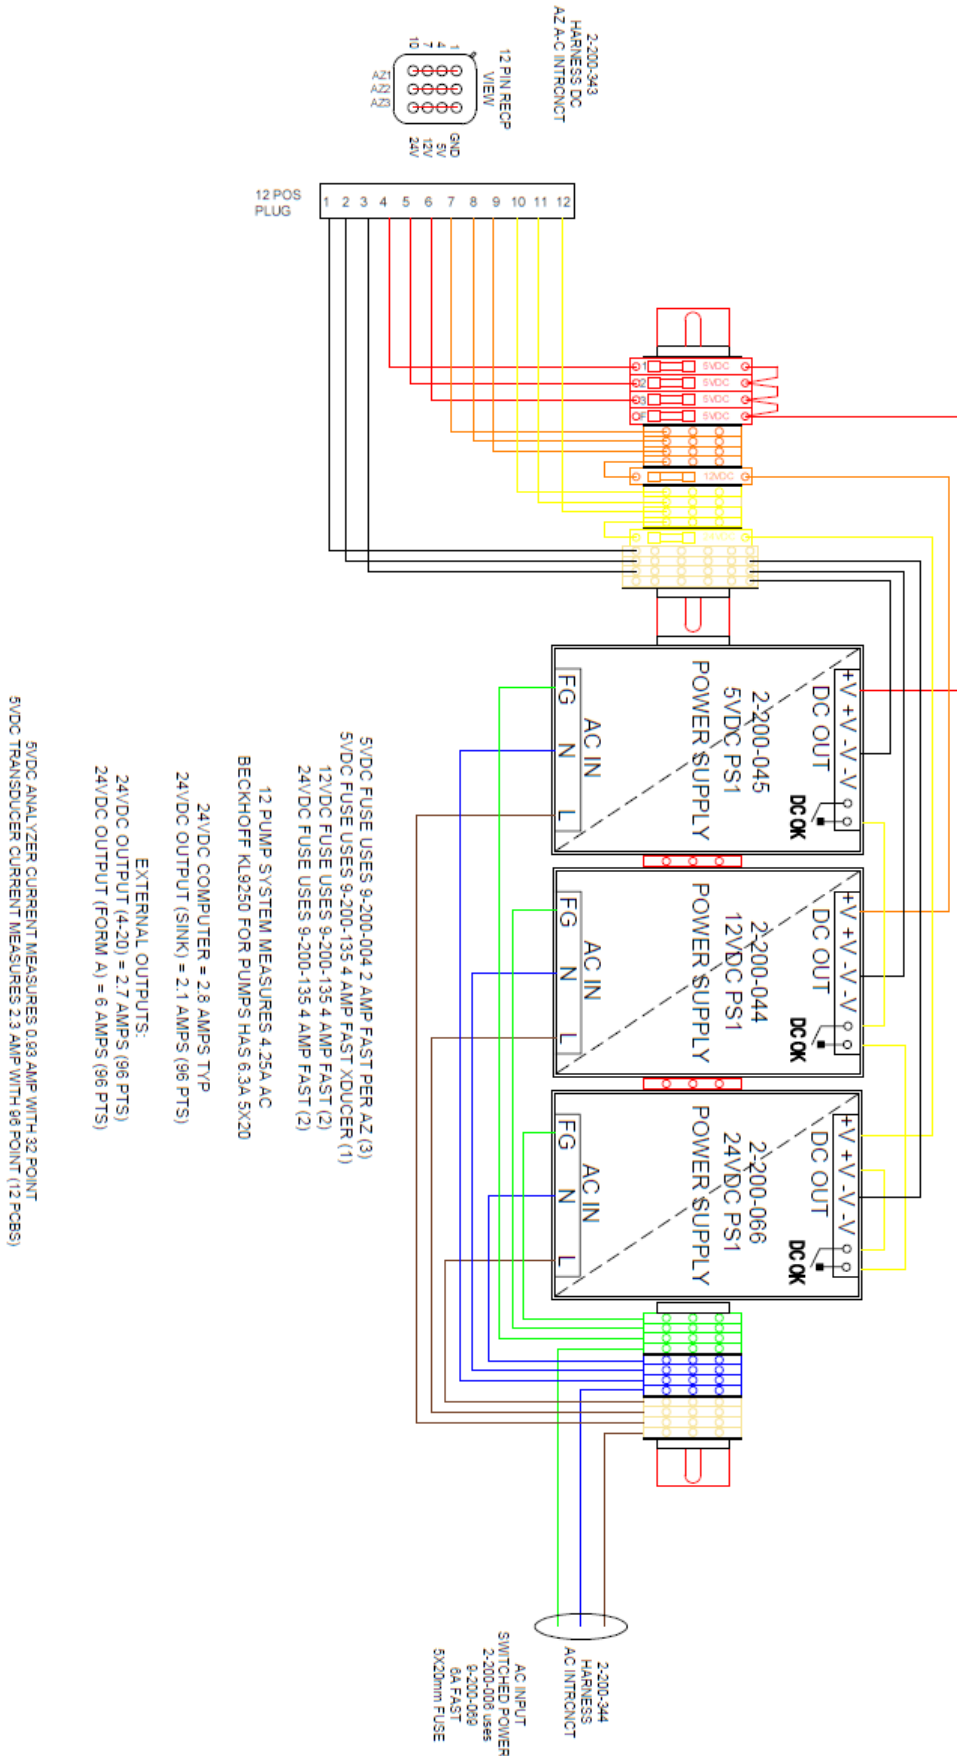 2-200-343
HARNESS DC
AZ A-C INTRCNCT
12 PIN RECP
VIEW
1
4
7
10
AZ1
AZ2
AZ3
GND
5V
12V
24V
12 POS
PLUG
1 2 3 4 5 6 7 8 9 10 11 12
1 5VDC
2 5VDC
3 5VDC
F 5VDC
12VDC
24VDC
+V +V -V -V
DC OUT
DC OK
2-200-045
5VDC PS1
POWER SUPPLY
AC IN
FG N L
+V +V -V -V
DC OUT
DC OK
2-200-044
12VDC PS1
POWER SUPPLY
AC IN
FG N L
+V +V -V -V
DC OUT
DC OK
2-200-066
24VDC PS1
POWER SUPPLY
AC IN
FG N L
5VDC FUSE USES 9-200-004 2 AMP FAST PER AZ (3)
5VDC FUSE USES 9-200-135 4 AMP FAST XDUCER (1)
12VDC FUSE USES 9-200-135 4 AMP FAST (2)
24VDC FUSE USES 9-200-135 4 AMP FAST (2)
12 PUMP SYSTEM MEASURES 4.25A AC
BECKHOFF KL9250 FOR PUMPS HAS 6.3A 5X20
24VDC COMPUTER = 2.8 AMPS TYP
24VDC OUTPUT (SINK) = 2.1 AMPS (96 PTS)
EXTERNAL OUTPUTS:
24VDC OUTPUT (4-20) = 2.7 AMPS (96 PTS)
24VDC OUTPUT (FORM A) = 6 AMPS (96 PTS)
5VDC ANALYZER CURRENT MEASURES 0.93 AMP WITH 32 POINT
5VDC TRANSDUCER CURRENT MEASURES 2.3 AMP WITH 96 POINT (12 PCBS)
2-200-344
HARNESS
AC INTRCNCT
AC INPUT
SWITCHED POWER
2-200-006 uses
9-200-069
6A FAST
5X20mm FUSE